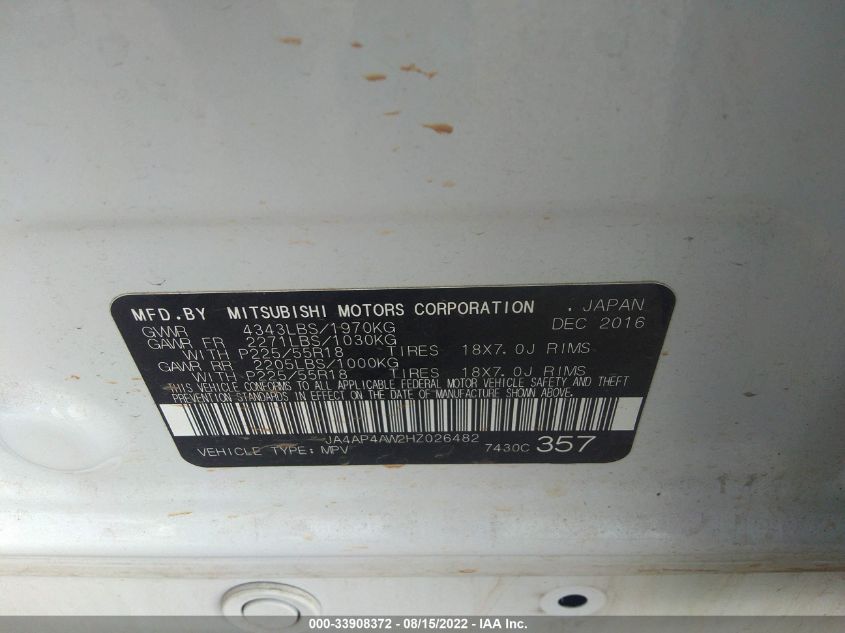 MFD.BY MITSUBISHI MOTORS CORPORATION , JAPAN
GVWR 4343LBS/1970KG DEC 2016
GAWR FR 2271LBS/1030KG
WITH P225/55R18 TIRES 18X7.0J RIMS
GAWR RR 2205LBS/1000KG
WITH P225/55R18 TIRES 18X7.0J RIMS
THIS VEHICLE CONFORMS TO ALL APPLICABLE FEDERAL MOTOR VEHICLE SAFETY AND THEFT
PREVENTION STANDARDS IN EFFECT ON THE DATE OF MANUFACTURE SHOWN ABOVE.
JA4AP4AW2HZ026482
VEHICLE TYPE: MPV 7430C 357
000-33908372 - 08/15/2022 - © IAA Inc.